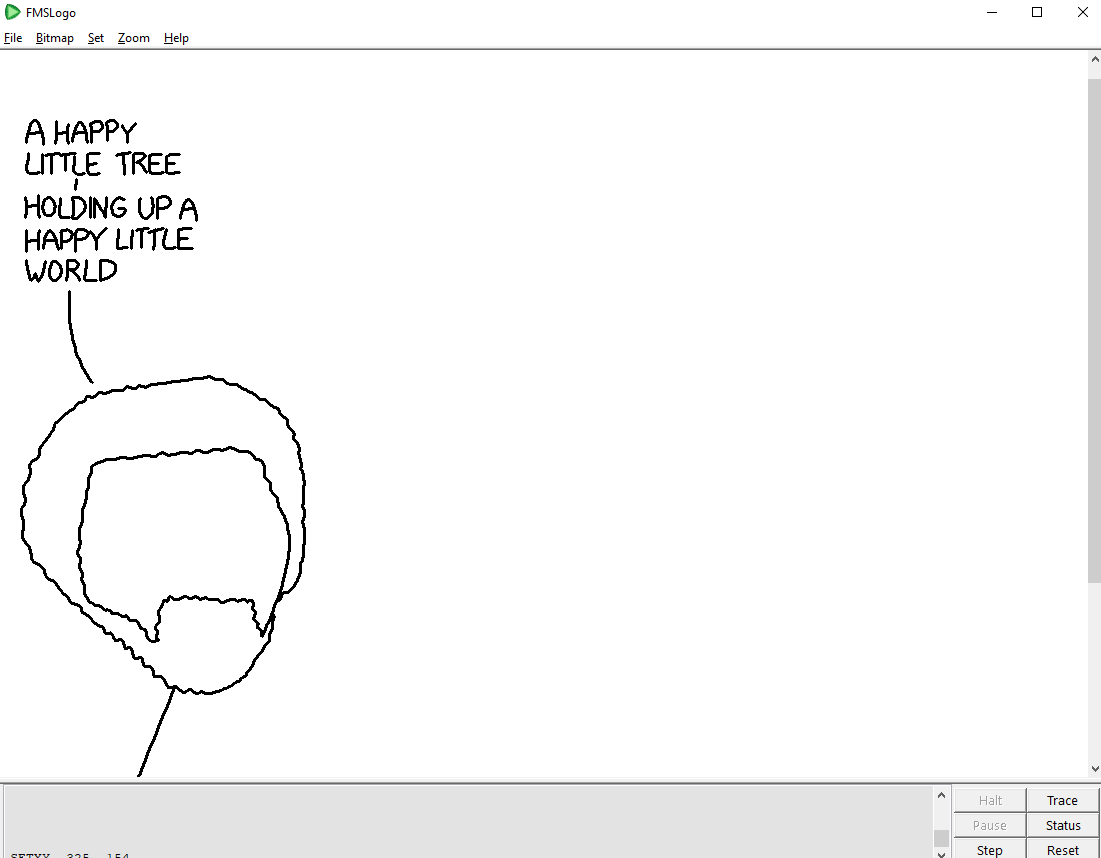 FMSLogo
File Bitmap Set Zoom Help
A HAPPY
LITTLE TREE
HOLDING UP A
HAPPY LITTLE
WORLD
Halt Trace
Pause Status
Step Reset